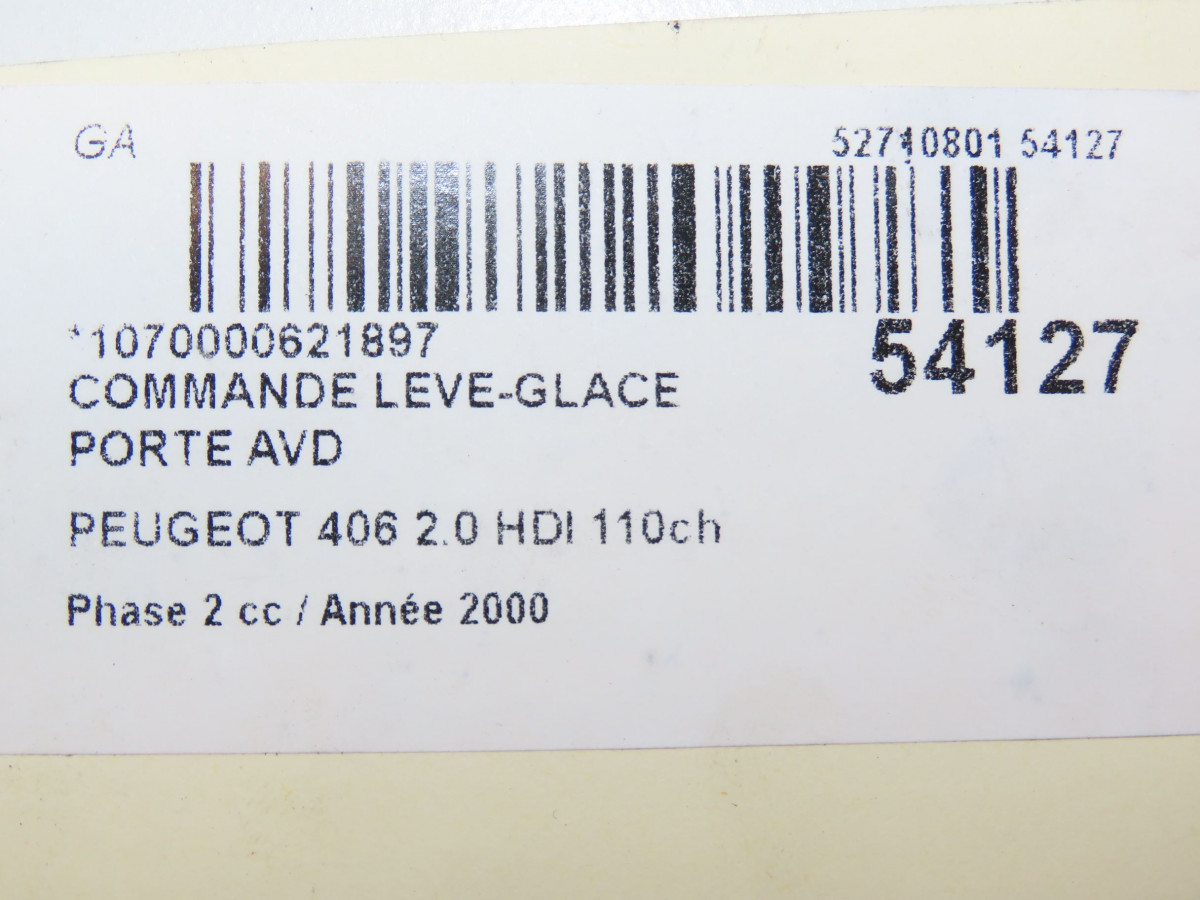 GA
52710801 54127
*1070000621897
54127
COMMANDE LEVE-GLACE
PORTE AVD
PEUGEOT 406 2.0 HDI 110ch
Phase 2 cc / Année 2000